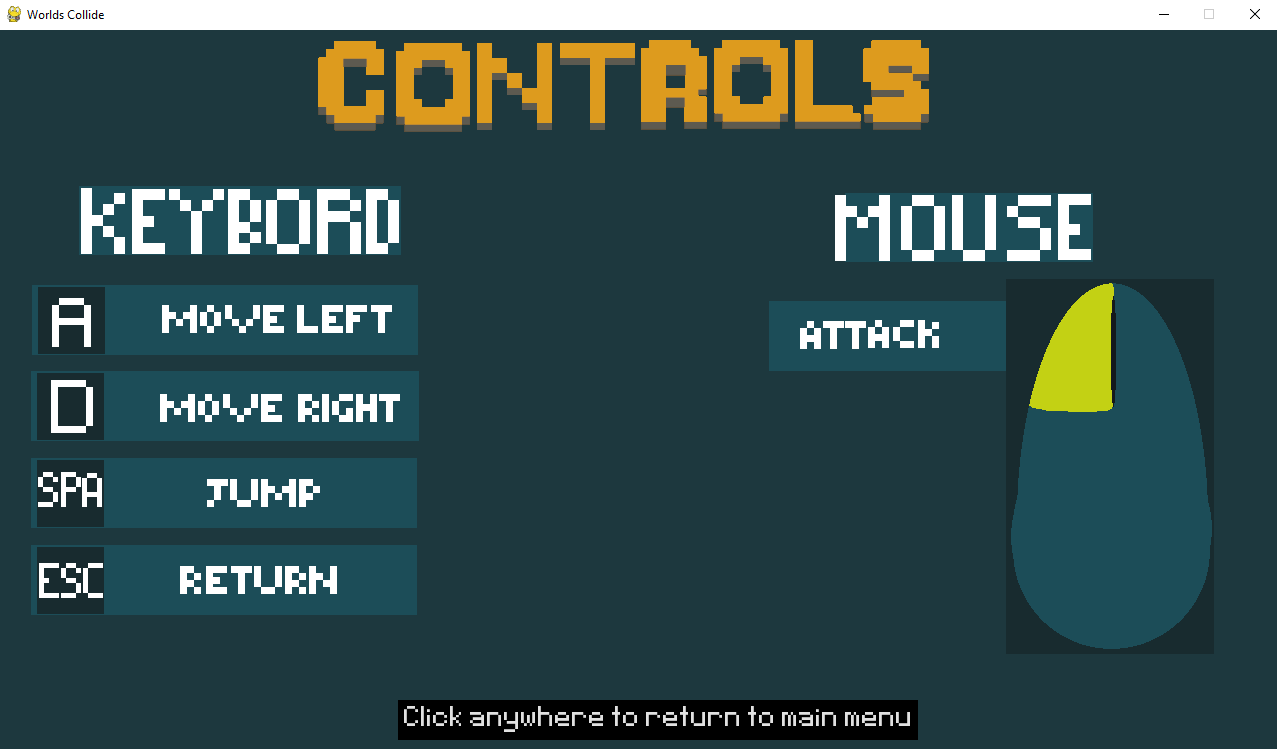 Worlds Collide
CONTROLS
KEYBORD
A MOVE LEFT
D MOVE RIGHT
SPA JUMP
ESC RETURN
MOUSE
ATTACK
Click anywhere to return to main menu